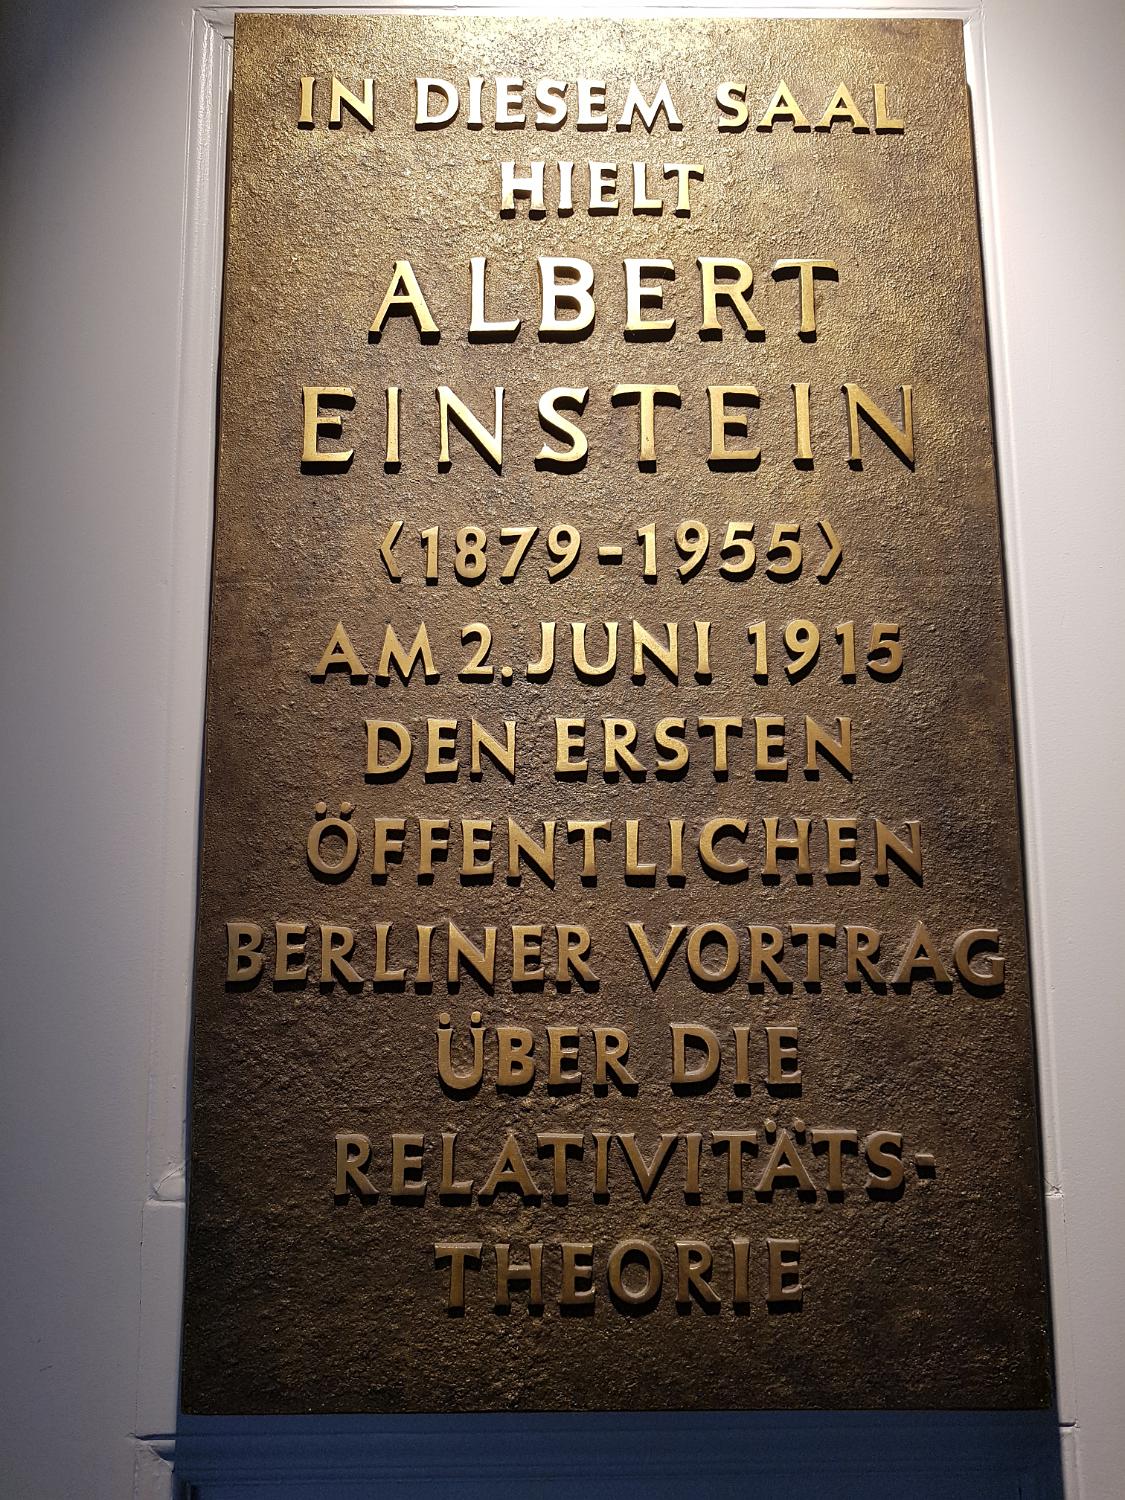 IN DIESEM SAAL
HIELT
ALBERT
EINSTEIN
〈1879-1955〉
AM 2. JUNI 1915
DEN ERSTEN
ÖFFENTLICHEN
BERLINER VORTRAG
ÜBER DIE
RELATIVITÄTS-
THEORIE